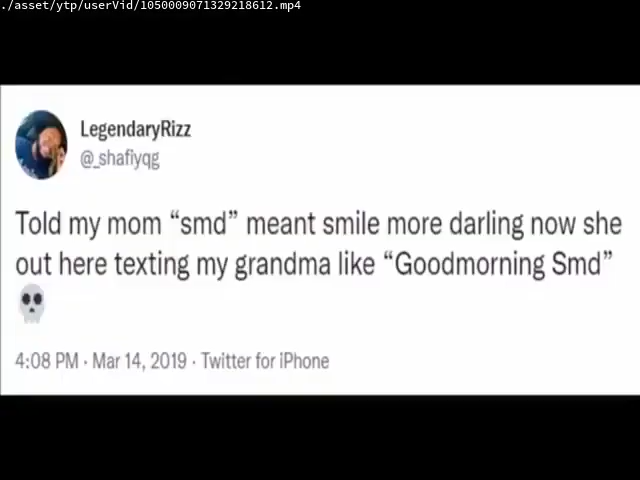 ./asset/ytp/userVid/1050009071329218612.mp4
LegendaryRizz
@_shafiyqg
Told my mom “smd” meant smile more darling now she
out here texting my grandma like “Goodmorning Smd”
💀
4:08 PM · Mar 14, 2019 · Twitter for iPhone